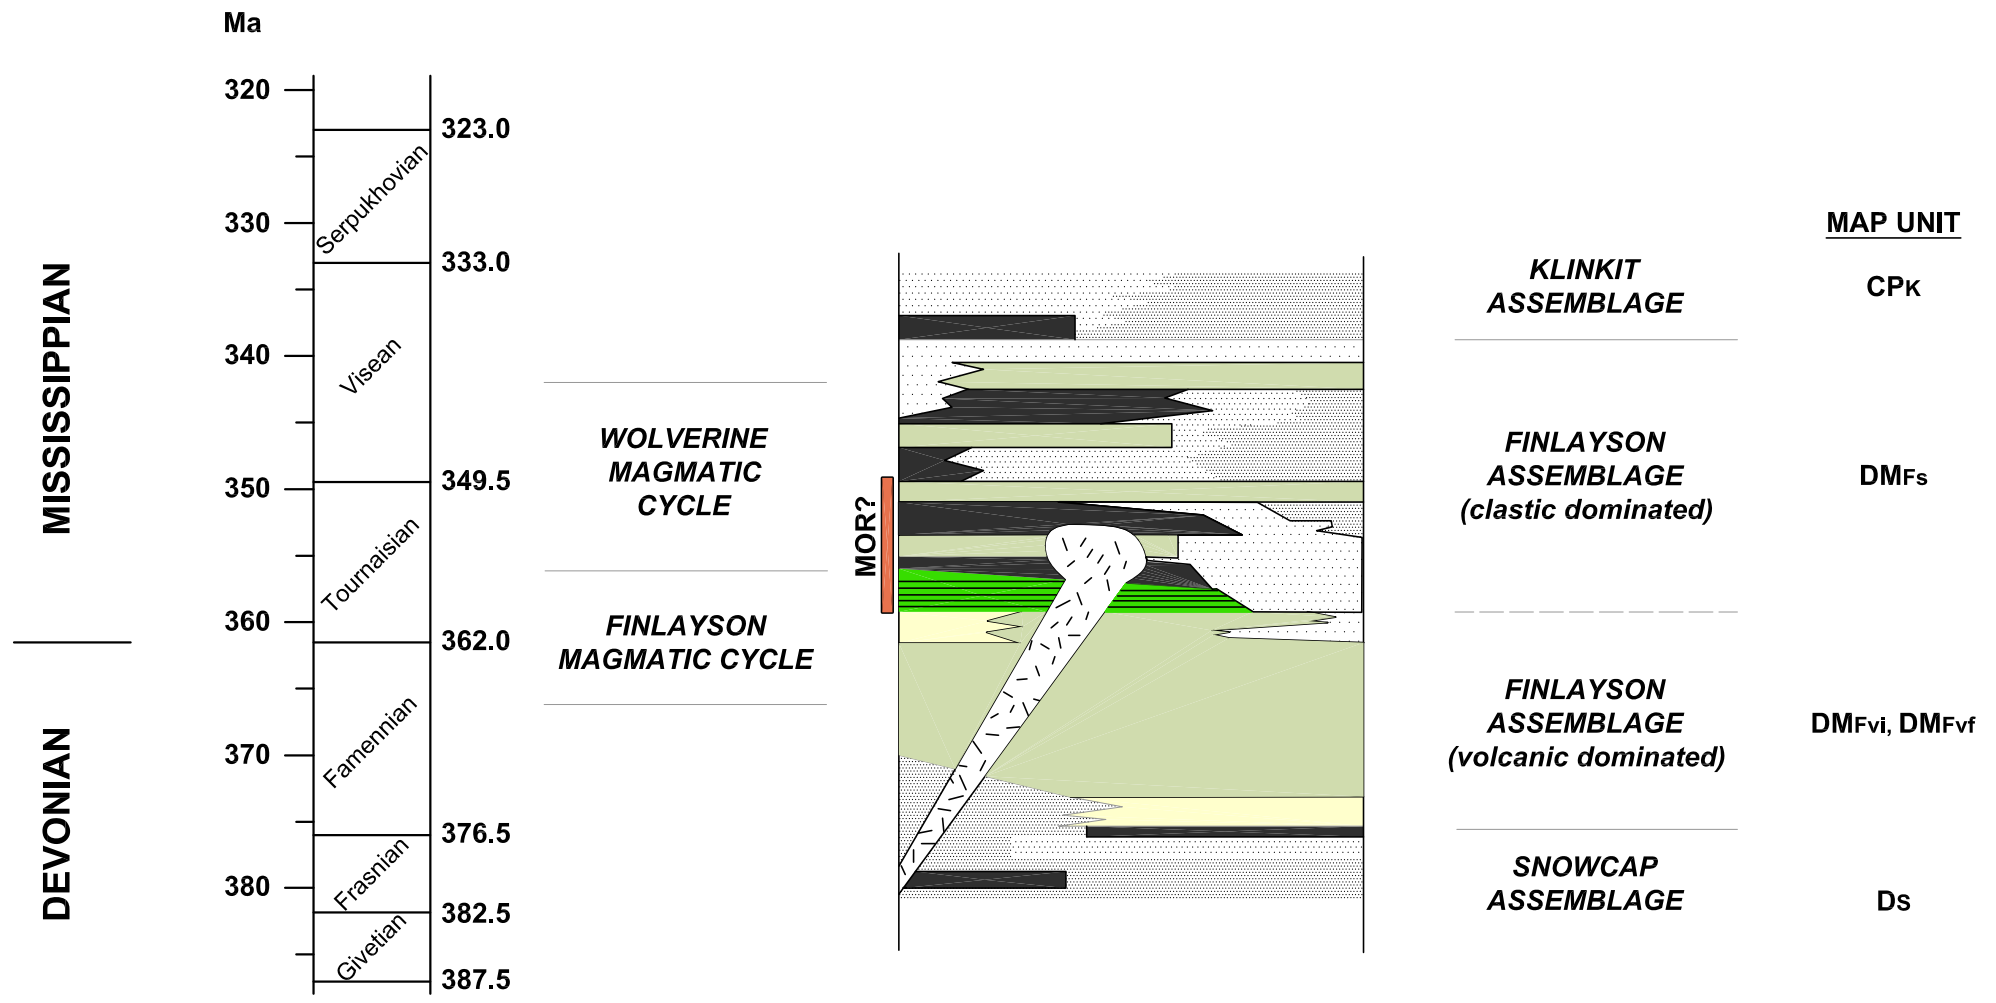 Ma
320
330
340
350
360
370
380
323.0
333.0
349.5
362.0
376.5
382.5
387.5
MISSISSIPPIAN
DEVONIAN
Serpukhovian
Visean
Tournaisian
Famennian
Frasnian
Givetian
WOLVERINE
MAGMATIC
CYCLE
FINLAYSON
MAGMATIC CYCLE
MOR?
KLINKIT
ASSEMBLAGE
FINLAYSON
ASSEMBLAGE
(clastic dominated)
FINLAYSON
ASSEMBLAGE
(volcanic dominated)
SNOWCAP
ASSEMBLAGE
MAP UNIT
CPK
DMFs
DMFvi, DMFvf
DS